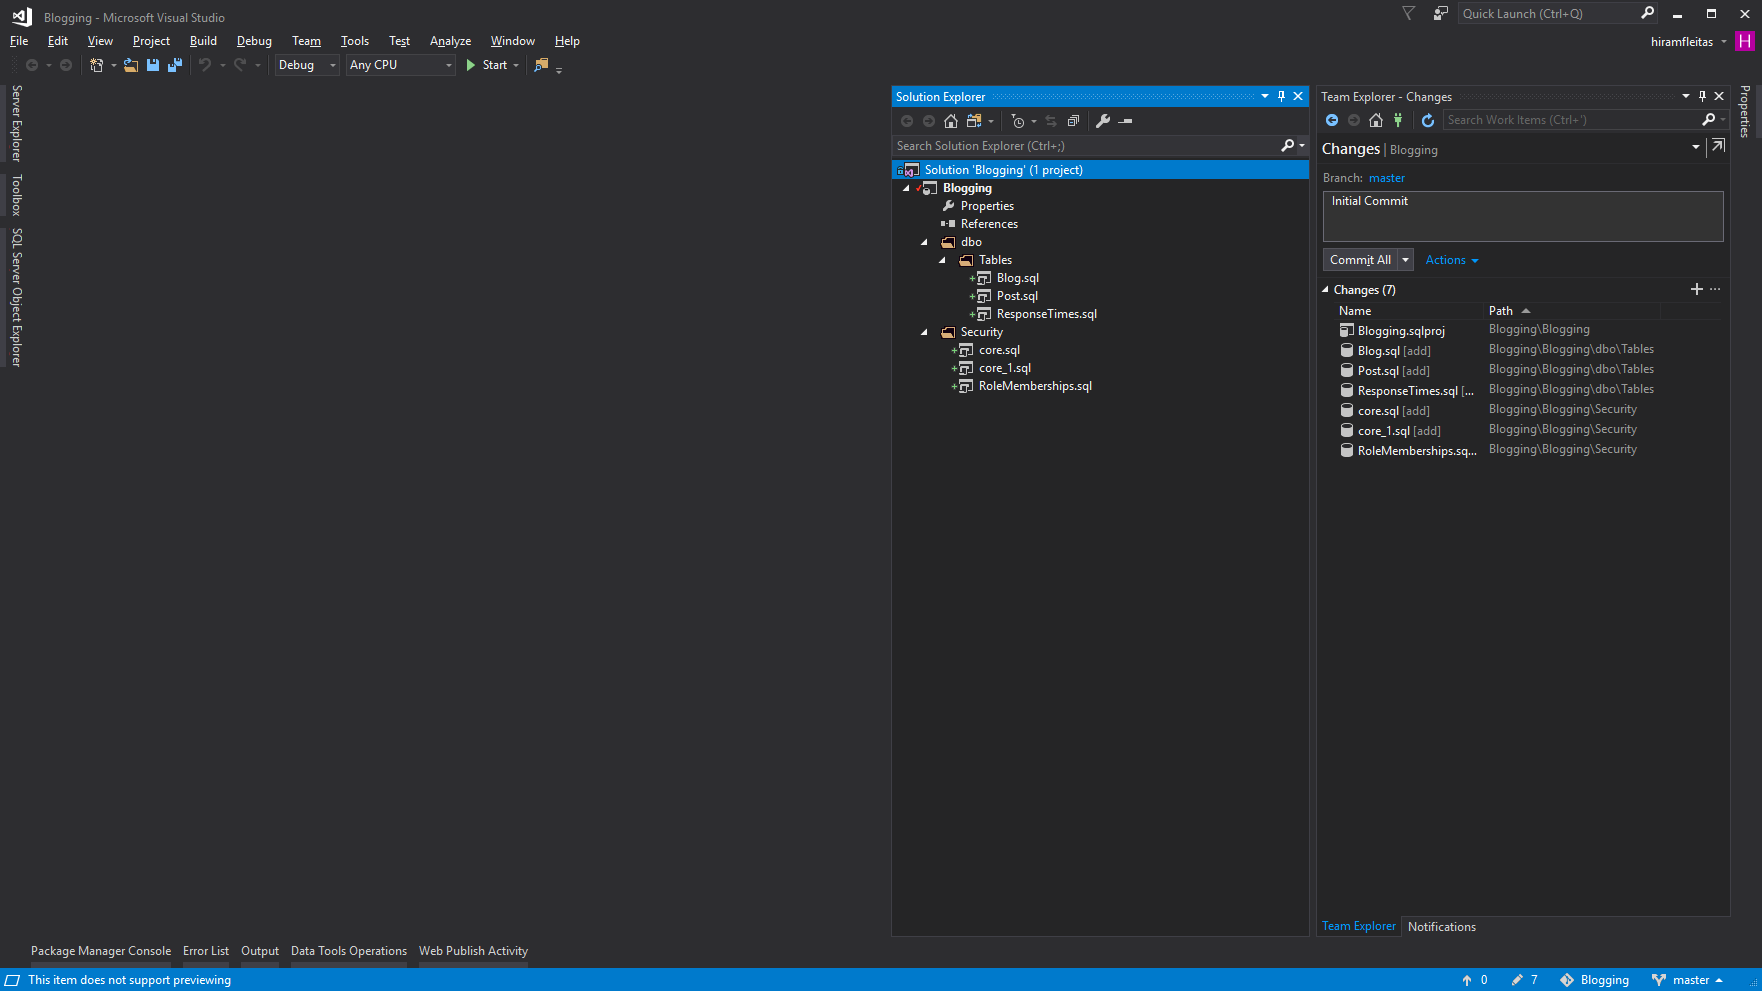 Blogging - Microsoft Visual Studio
Quick Launch (Ctrl+Q)
File Edit View Project Build Debug Team Tools Test Analyze Window Help
hiramfleitas H
Debug Any CPU Start
Server Explorer
Toolbox
SQL Server Object Explorer
Solution Explorer
Search Solution Explorer (Ctrl+;)
Solution 'Blogging' (1 project)
Blogging
Properties
References
dbo
Tables
Blog.sql
Post.sql
ResponseTimes.sql
Security
core.sql
core_1.sql
RoleMemberships.sql
Team Explorer - Changes
Search Work Items (Ctrl+')
Changes | Blogging
Branch: master
Initial Commit
Commit All Actions
Changes (7)
Name Path
Blogging.sqlproj Blogging\Blogging
Blog.sql [add] Blogging\Blogging\dbo\Tables
Post.sql [add] Blogging\Blogging\dbo\Tables
ResponseTimes.sql [... Blogging\Blogging\dbo\Tables
core.sql [add] Blogging\Blogging\Security
core_1.sql [add] Blogging\Blogging\Security
RoleMemberships.sq... Blogging\Blogging\Security
Team Explorer Notifications
Properties
Package Manager Console Error List Output Data Tools Operations Web Publish Activity
This item does not support previewing
0 7 Blogging master